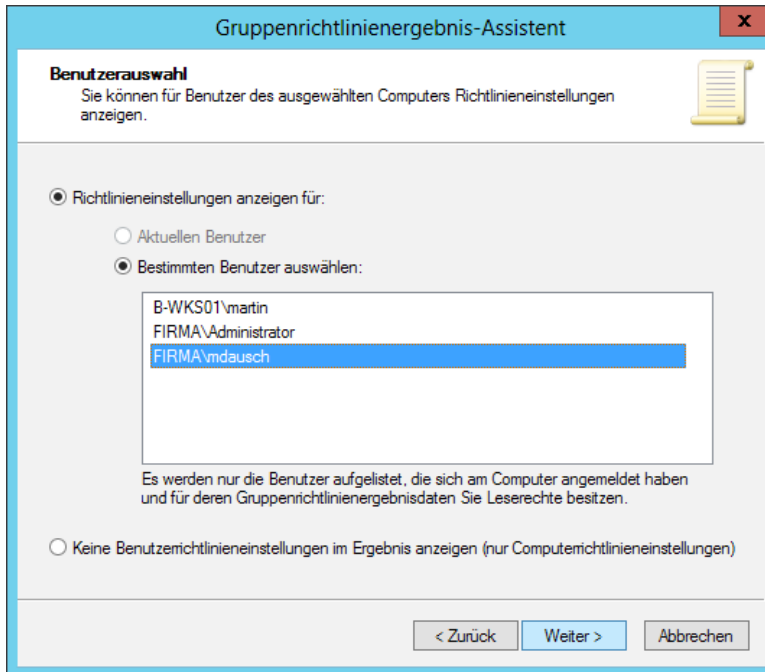 Gruppenrichtlinienergebnis-Assistent
x
Benutzerauswahl
Sie können für Benutzer des ausgewählten Computers Richtlinieneinstellungen
anzeigen.
Richtlinieneinstellungen anzeigen für:
Aktuellen Benutzer
Bestimmten Benutzer auswählen:
B-WKS01\martin
FIRMA\Administrator
FIRMA\mdausch
Es werden nur die Benutzer aufgelistet, die sich am Computer angemeldet haben
und für deren Gruppenrichtlinienergebnisdaten Sie Leserechte besitzen.
Keine Benutzerrichtlinieneinstellungen im Ergebnis anzeigen (nur Computerrichtlinieneinstellungen)
< Zurück Weiter > Abbrechen